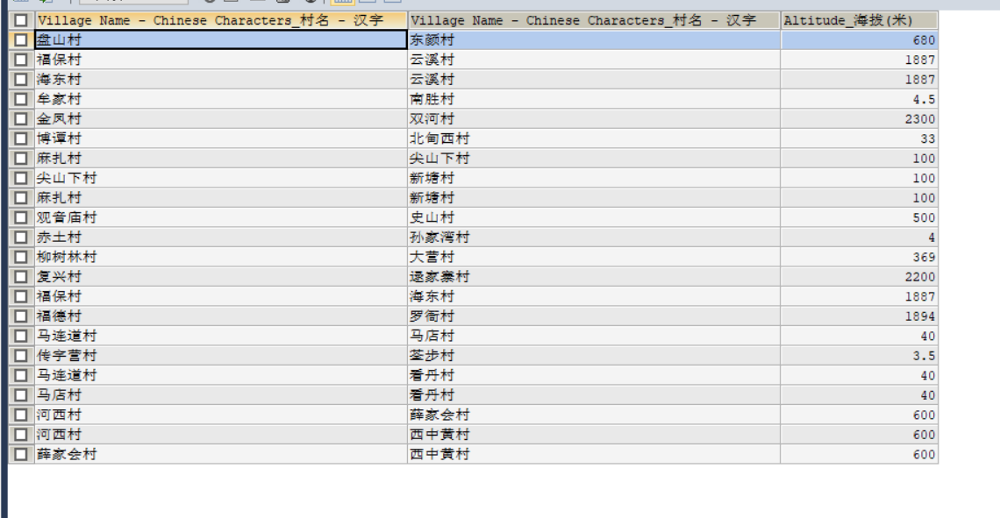 Village Name - Chinese Characters_村名 - 汉字 Village Name - Chinese Characters_村名 - 汉字 Altitude_海拨(米)
盘山村 东颜村 680
福保村 云溪村 1887
海东村 云溪村 1887
牟家村 南胜村 4.5
金凤村 双河村 2300
博谭村 北甸西村 33
麻扎村 尖山下村 100
尖山下村 新塘村 100
麻扎村 新塘村 100
观音庙村 史山村 500
赤土村 孙家湾村 4
柳树林村 大营村 369
复兴村 逯家寨村 2200
福保村 海东村 1887
福德村 罗衙村 1894
马连道村 马店村 40
传字营村 荃步村 3.5
马连道村 看丹村 40
马店村 看丹村 40
河西村 薛家会村 600
河西村 西中黄村 600
薛家会村 西中黄村 600